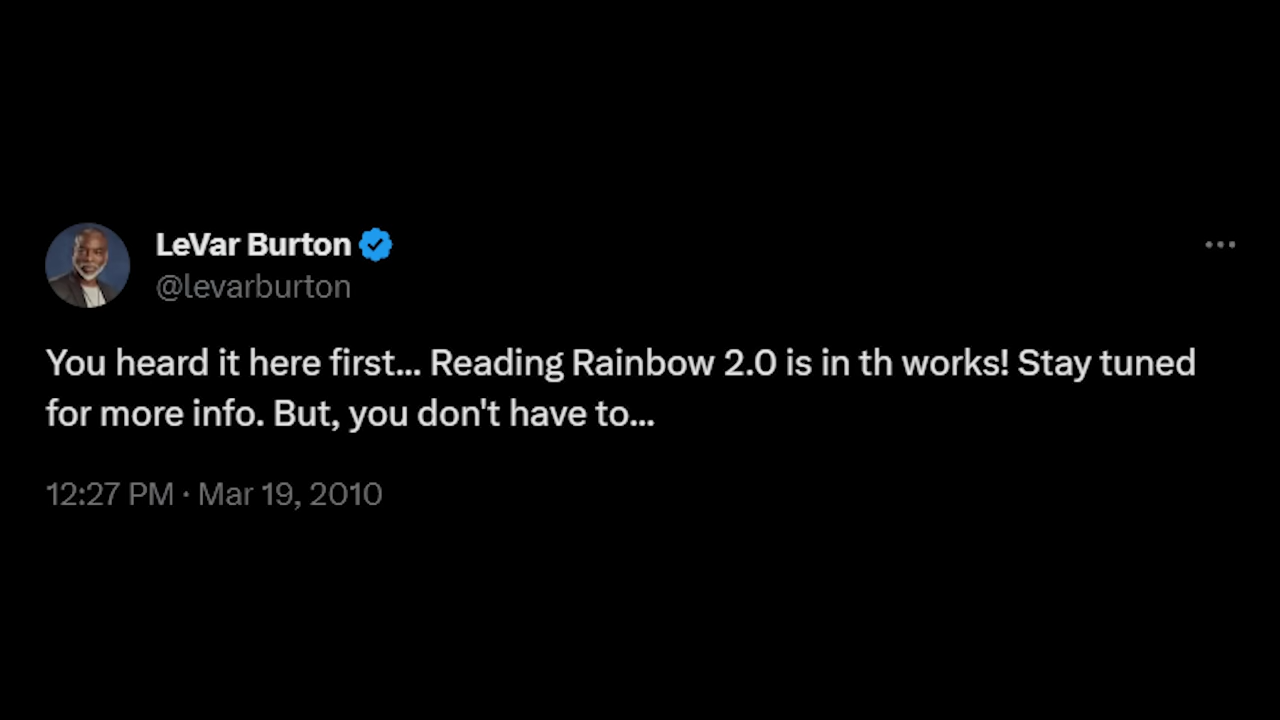 LeVar Burton
@levarburton
You heard it here first... Reading Rainbow 2.0 is in th works! Stay tuned
for more info. But, you don't have to...
12:27 PM · Mar 19, 2010